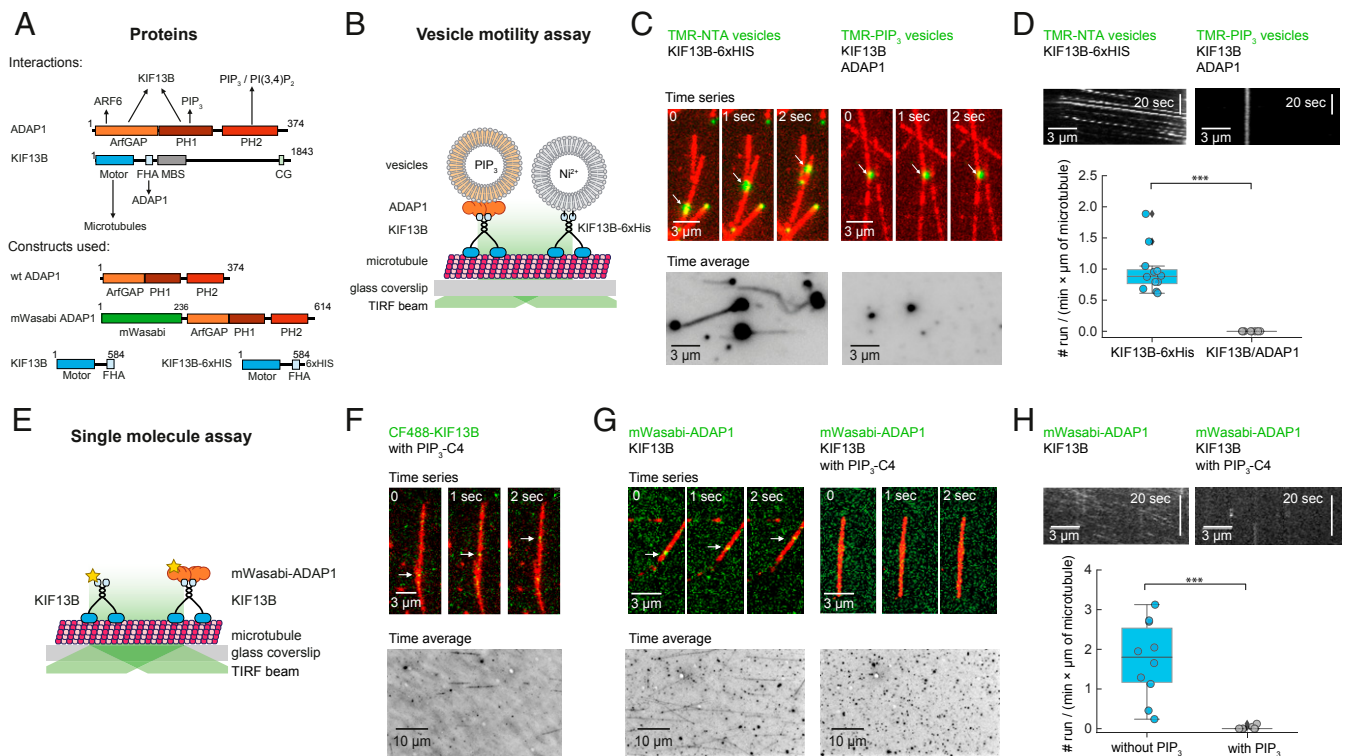 A
Proteins
Interactions:
KIF13B
PIP3 / PI(3,4)P2
ARF6
PIP3
ADAP1
1
374
ArfGAP
PH1
PH2
KIF13B
1
1843
Motor
FHA
MBS
CG
ADAP1
Microtubules
Constructs used:
wt ADAP1
1
374
ArfGAP
PH1
PH2
mWasabi ADAP1
1
236
614
mWasabi
ArfGAP
PH1
PH2
KIF13B
1
584
Motor
FHA
KIF13B-6xHIS
1
584
6xHIS
Motor
FHA
B
Vesicle motility assay
vesicles
PIP3
Ni2+
ADAP1
KIF13B
KIF13B-6xHis
microtubule
glass coverslip
TIRF beam
C
TMR-NTA vesicles
KIF13B-6xHIS
TMR-PIP3 vesicles
KIF13B
ADAP1
Time series
0
1 sec
2 sec
3 µm
0
1 sec
2 sec
3 µm
Time average
3 µm
3 µm
D
TMR-NTA vesicles
KIF13B-6xHIS
TMR-PIP3 vesicles
KIF13B
ADAP1
20 sec
3 µm
20 sec
3 µm
# run / (min × µm of microtubule)
2.5
2.0
1.5
1.0
0.5
0.0
***
KIF13B-6xHis
KIF13B/ADAP1
E
Single molecule assay
mWasabi-ADAP1
KIF13B
KIF13B
microtubule
glass coverslip
TIRF beam
F
CF488-KIF13B
with PIP3-C4
Time series
0
1 sec
2 sec
3 µm
Time average
10 µm
G
mWasabi-ADAP1
KIF13B
mWasabi-ADAP1
KIF13B
with PIP3-C4
Time series
0
1 sec
2 sec
3 µm
0
1 sec
2 sec
3 µm
Time average
10 µm
10 µm
H
mWasabi-ADAP1
KIF13B
mWasabi-ADAP1
KIF13B
with PIP3-C4
20 sec
3 µm
20 sec
3 µm
# run / (min × µm of microtubule)
4
3
2
1
0
***
without PIP3
with PIP3